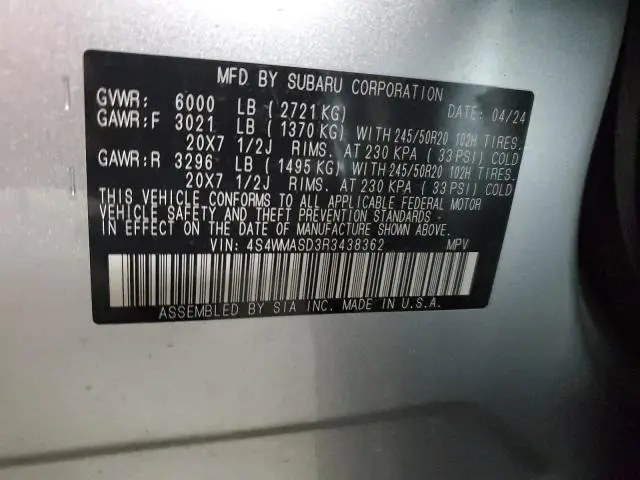 MFD BY SUBARU CORPORATION
GVWR: 6000 LB ( 2721 KG) DATE: 04/24
GAWR:F 3021 LB ( 1370 KG) WITH 245/50R20 102H TIRES.
20X7 1/2J RIMS. AT 230 KPA ( 33 PSI) COLD
GAWR:R 3296 LB ( 1495 KG) WITH 245/50R20 102H TIRES.
20X7 1/2J RIMS. AT 230 KPA ( 33 PSI) COLD
THIS VEHICLE CONFORMS TO ALL APPLICABLE FEDERAL MOTOR
VEHICLE SAFETY AND THEFT PREVENTION STANDARDS
IN EFFECT ON THE DATE OF MANUFACTURE SHOWN ABOVE.
VIN: 4S4WMASD3R3438362 MPV
ASSEMBLED BY SIA INC. MADE IN U.S.A.